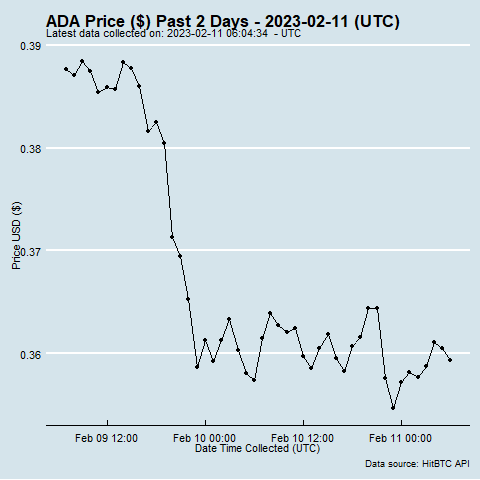 ADA Price ($) Past 2 Days - 2023-02-11 (UTC)
Latest data collected on: 2023-02-11 06:04:34  - UTC
0.39
0.38
0.37
0.36
Price USD ($)
Feb 09 12:00
Feb 10 00:00
Feb 10 12:00
Feb 11 00:00
Date Time Collected (UTC)
Data source: HitBTC API